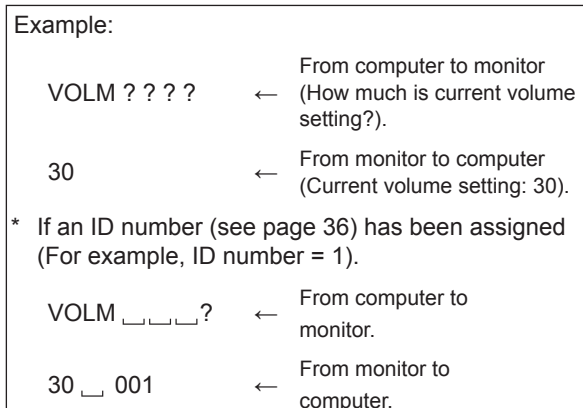 Example:
VOLM ? ? ? ? ← From computer to monitor
(How much is current volume
setting?).
30 ← From monitor to computer
(Current volume setting: 30).
* If an ID number (see page 36) has been assigned
(For example, ID number = 1).
VOLM ␣␣␣? ← From computer to
monitor.
30 ␣ 001 ← From monitor to
computer.